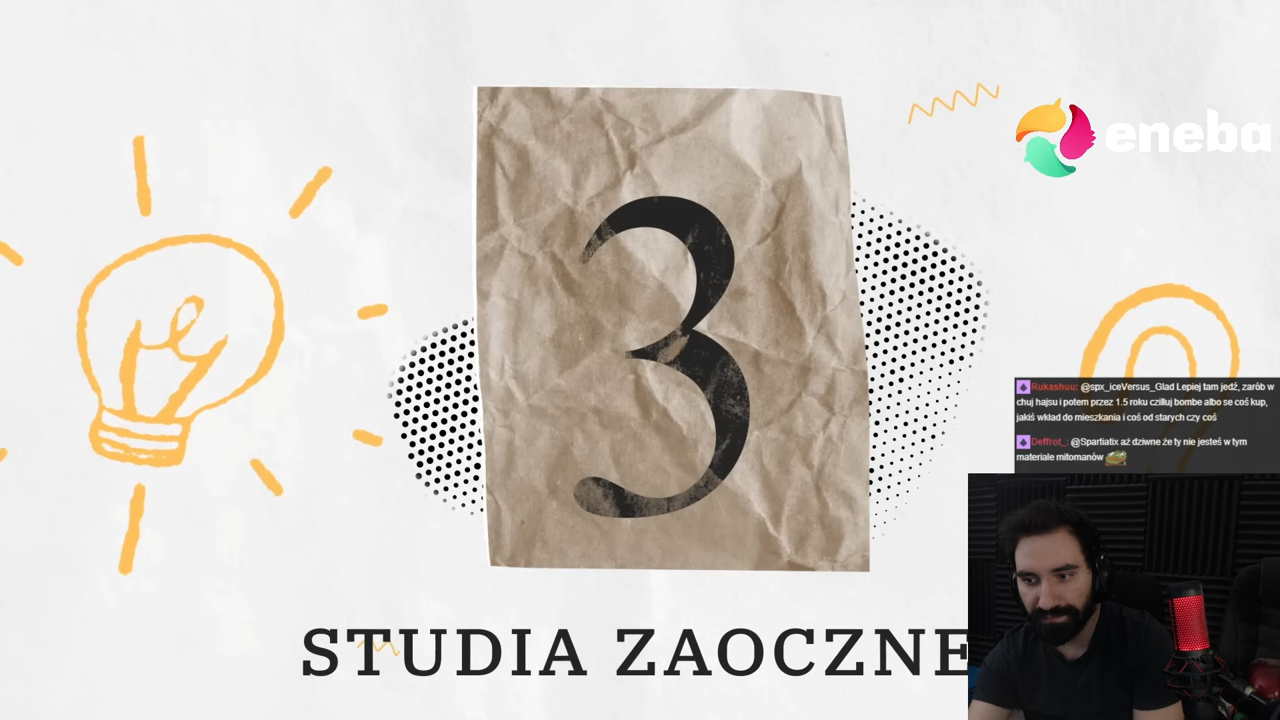 3
eneba
Rukashuu: @spx_iceVersus_Glad Lepiej tam jedź, zarób w
chuj hajsu i potem przez 1.5 roku czilluj bombe albo se coś kup,
jakiś wkład do mieszkania i coś od starych czy coś
Deffrot_: @Spartiatix aż dziwne że ty nie jesteś w tym
materiale mitomanów
STUDIA ZAOCZNE